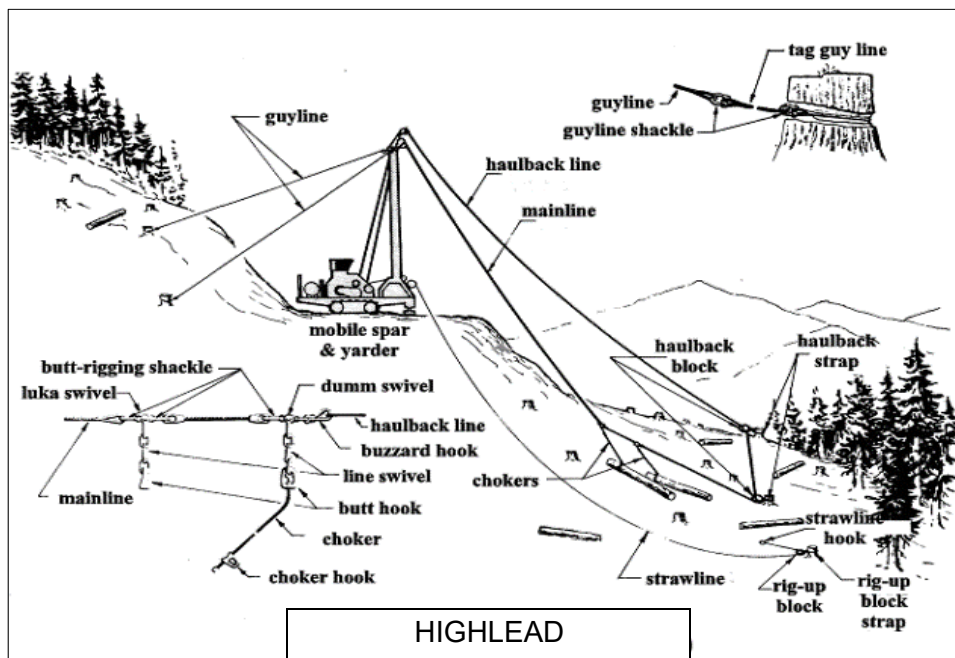 tag guy line
guyline
guyline
guyline shackle
haulback line
mainline
mobile spar
& yarder
haulback
block
haulback
strap
butt-rigging shackle
luka swivel
dumm swivel
haulback line
buzzard hook
line swivel
mainline
butt hook
chokers
choker
choker hook
strawline
hook
strawline
rig-up
block
rig-up
block
strap
HIGHLEAD